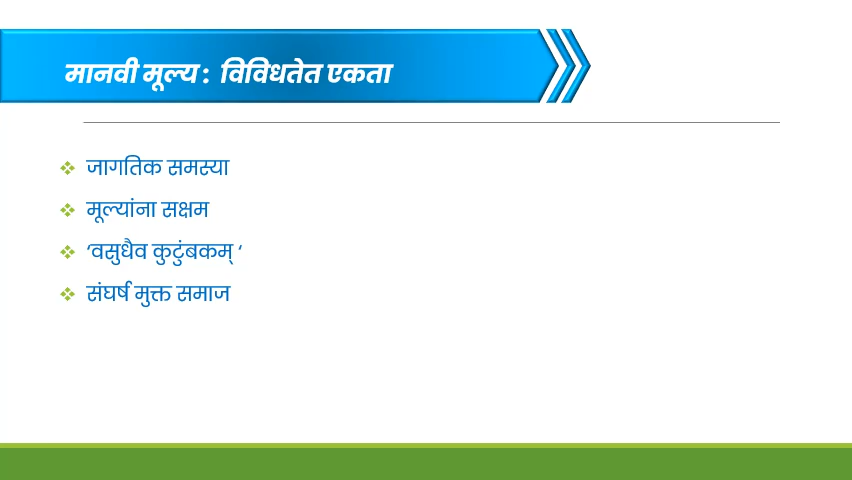 मानवी मूल्य : विविधतेत एकता
जागतिक समस्या
मूल्यांना सक्षम
‘वसुधैव कुटुंबकम् ‘
संघर्ष मुक्त समाज